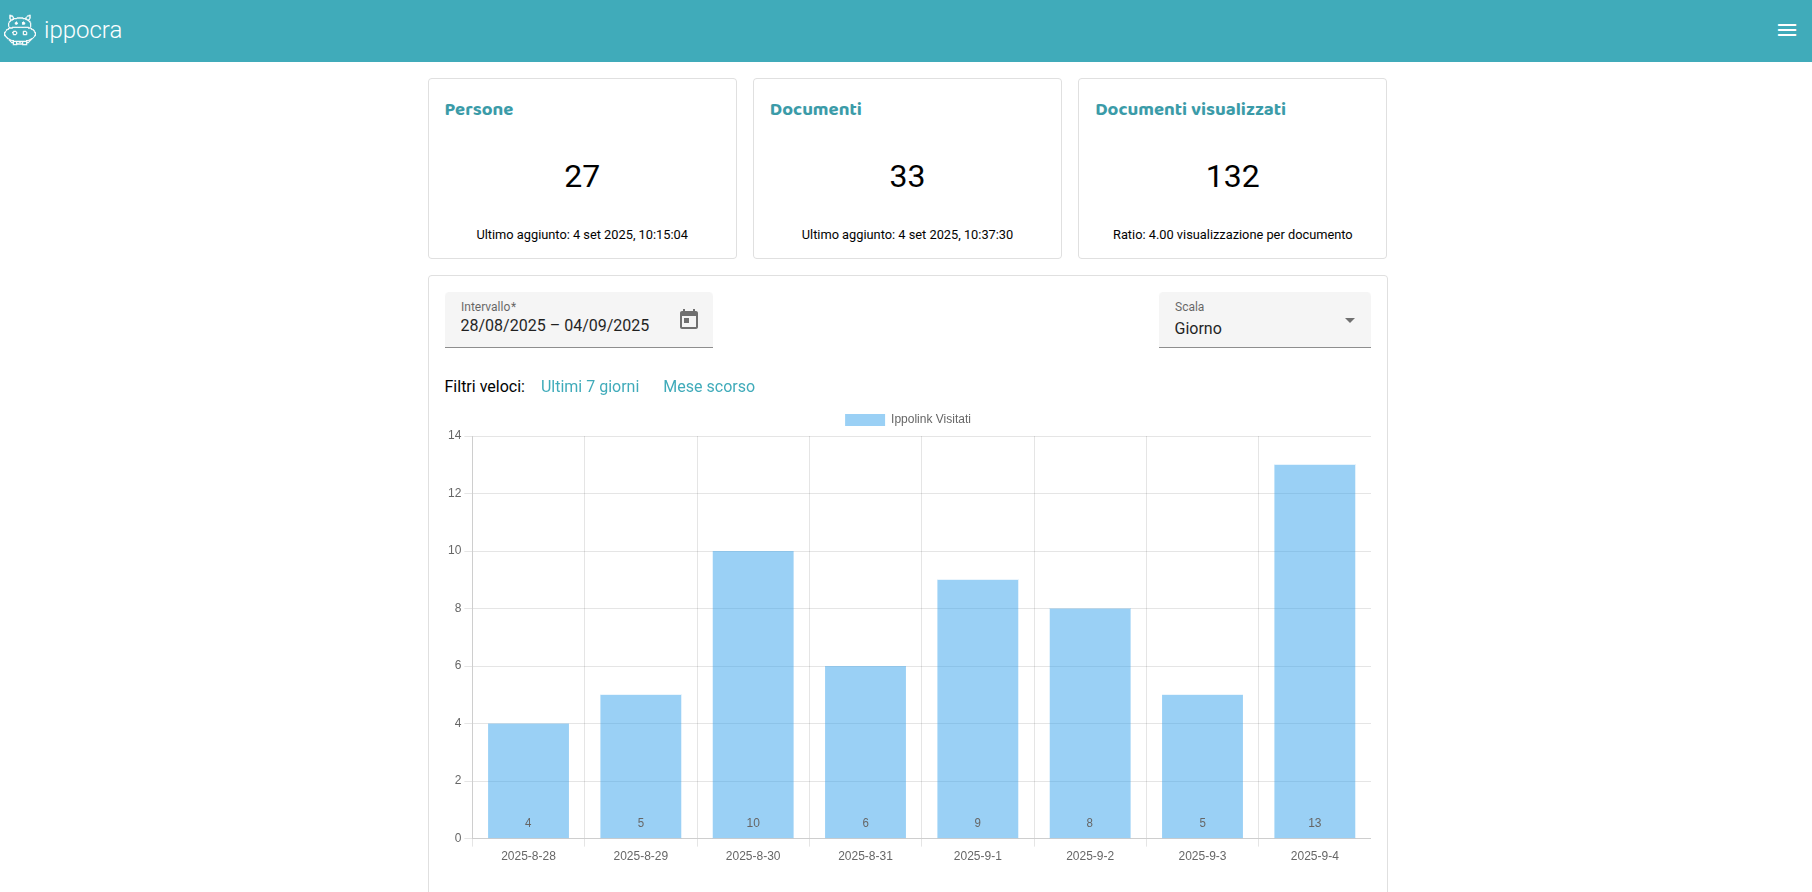 ippocra
Persone
27
Ultimo aggiunto: 4 set 2025, 10:15:04
Documenti
33
Ultimo aggiunto: 4 set 2025, 10:37:30
Documenti visualizzati
132
Ratio: 4.00 visualizzazione per documento
Intervallo*
28/08/2025 – 04/09/2025
Scala
Giorno
Filtri veloci: Ultimi 7 giorni Mese scorso
Ippolink Visitati
14
12
10
8
6
4
2
0
4 5 10 6 9 8 5 13
2025-8-28 2025-8-29 2025-8-30 2025-8-31 2025-9-1 2025-9-2 2025-9-3 2025-9-4